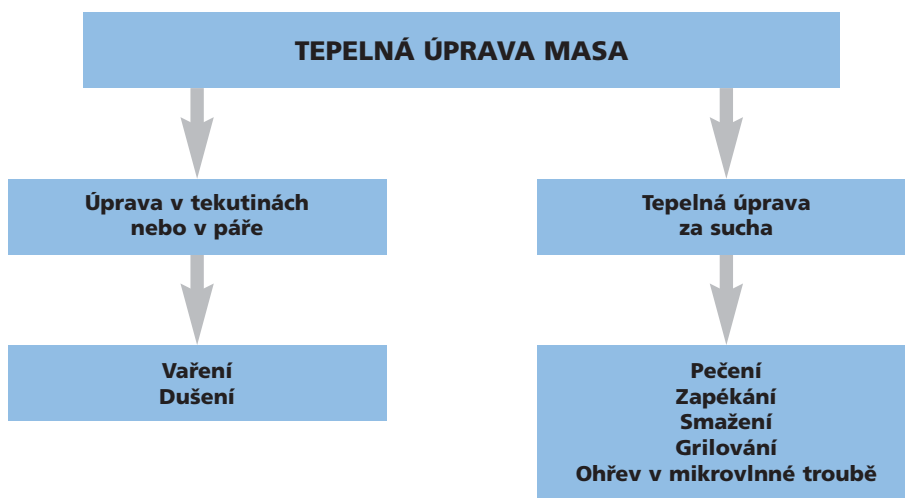 TEPELNÁ ÚPRAVA MASA
Úprava v tekutinách
nebo v páře
Tepelná úprava
za sucha
Vaření
Dušení
Pečení
Zapékání
Smažení
Grilování
Ohřev v mikrovlnné troubě